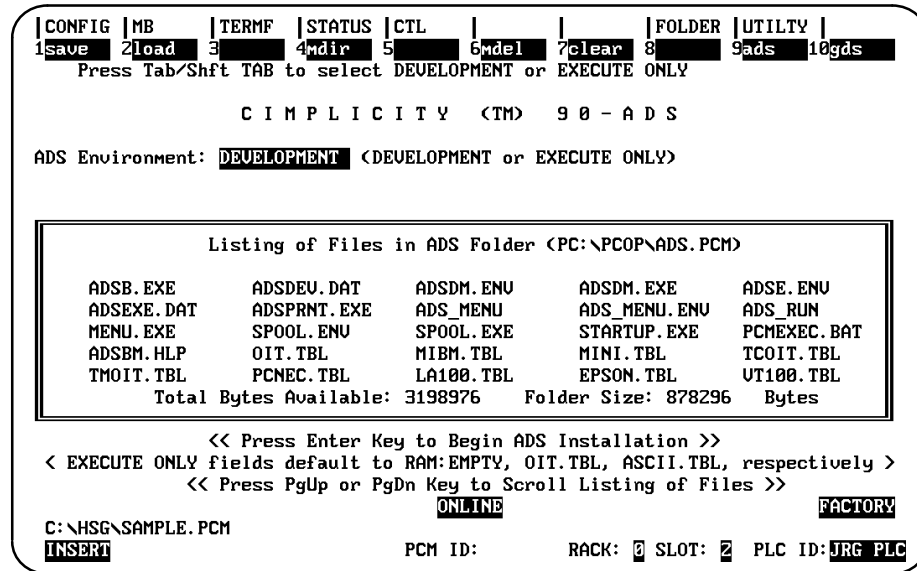 |CONFIG |MB |TERMF |STATUS |CTL | | |FOLDER |UTILTY |
1save 2load 3 4mdir 5 6mdel 7clear 8 9ads 10gds
Press Tab/Shft TAB to select DEVELOPMENT or EXECUTE ONLY
C I M P L I C I T Y (TM) 9 0 - A D S
ADS Environment: DEVELOPMENT (DEVELOPMENT or EXECUTE ONLY)
Listing of Files in ADS Folder (PC:\PCOP\ADS.PCM)
ADSB.EXE ADSDEV.DAT ADSDM.ENV ADSDM.EXE ADSE.ENV
ADSEXE.DAT ADSPRNT.EXE ADS_MENU ADS_MENU.ENV ADS_RUN
MENU.EXE SPOOL.ENV SPOOL.EXE STARTUP.EXE PCMEXEC.BAT
ADSBM.HLP OIT.TBL MIBM.TBL MINI.TBL TCOIT.TBL
TMOIT.TBL PCNEC.TBL LA100.TBL EPSON.TBL VT100.TBL
Total Bytes Available: 3198976 Folder Size: 878296 Bytes
<< Press Enter Key to Begin ADS Installation >>
< EXECUTE ONLY fields default to RAM:EMPTY, OIT.TBL, ASCII.TBL, respectively >
<< Press PgUp or PgDn Key to Scroll Listing of Files >>
ONLINE FACTORY
C:\HSG\SAMPLE.PCM
INSERT PCM ID: RACK: 0 SLOT: 2 PLC ID: JRG PLC